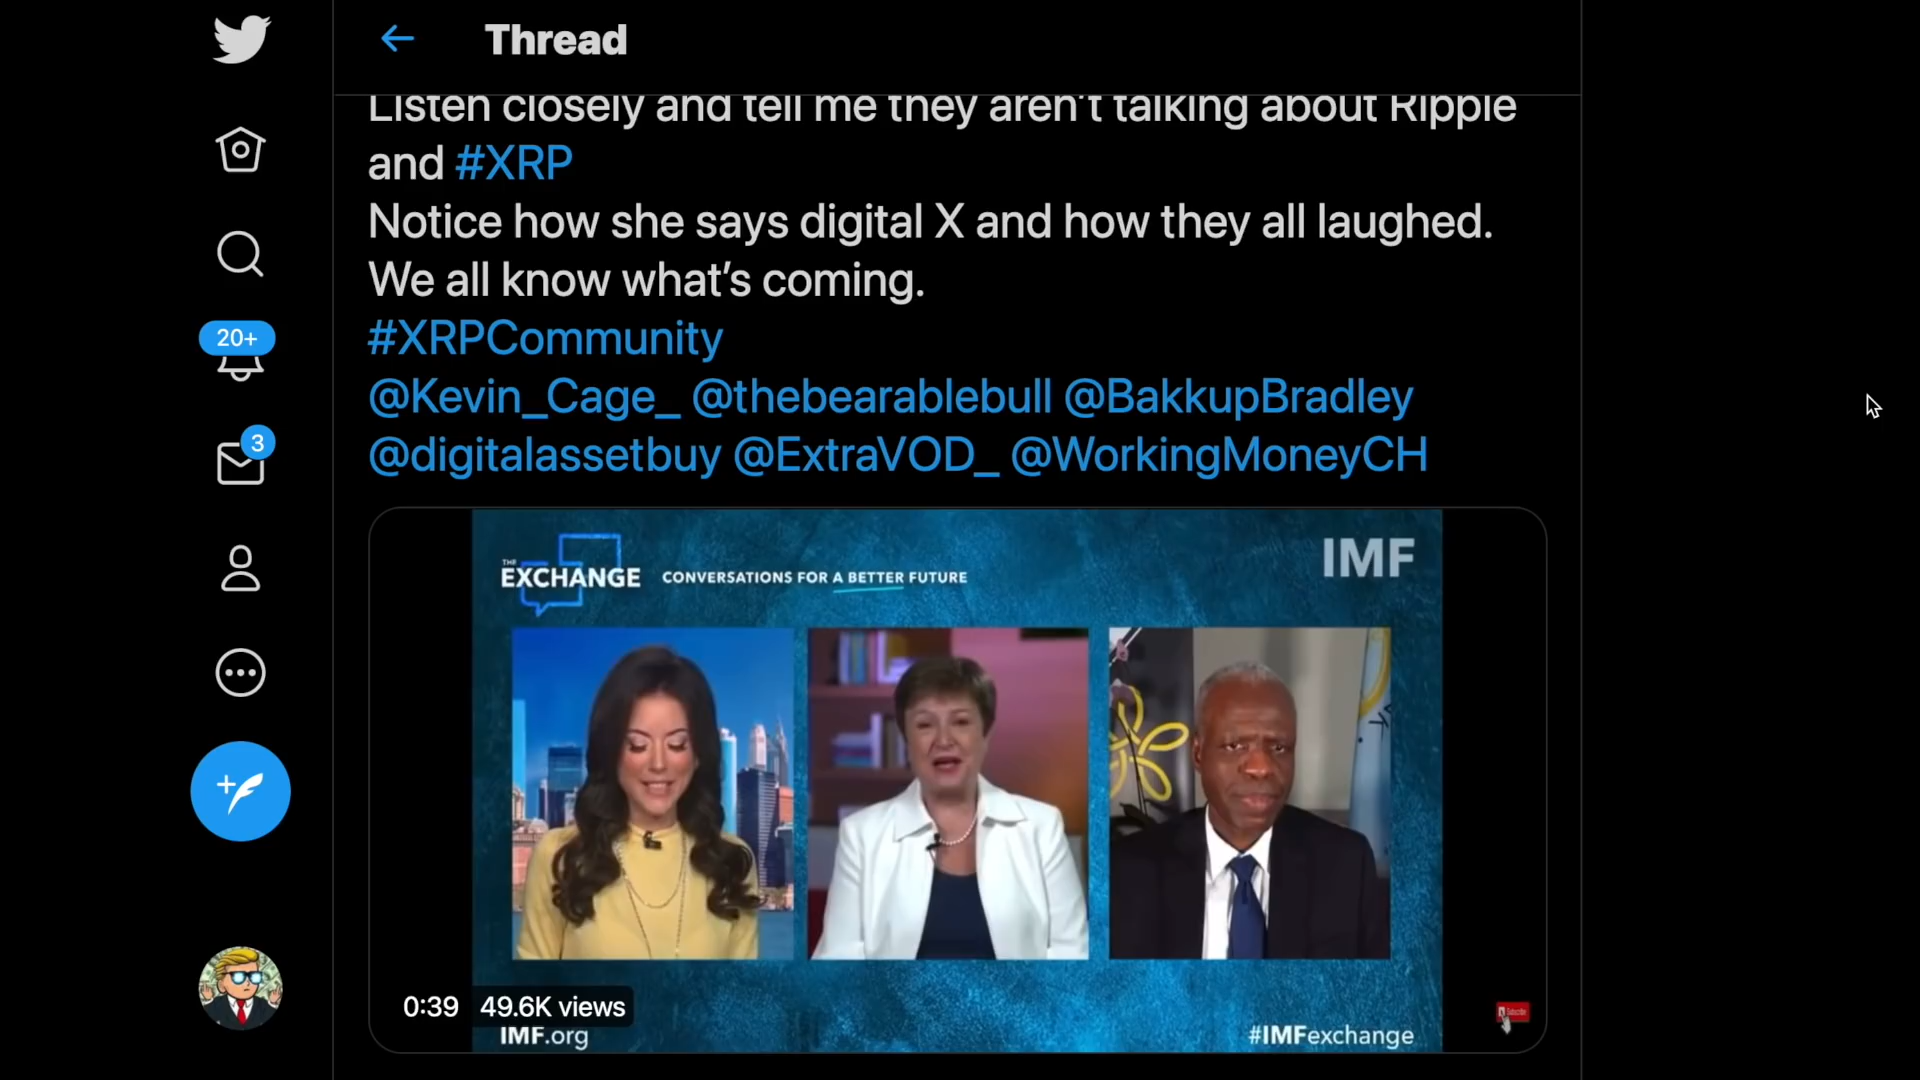 Thread
Listen closely and tell me they aren't talking about Ripple
and #XRP
Notice how she says digital X and how they all laughed.
We all know what's coming.
#XRPCommunity
@Kevin_Cage_ @thebearablebull @BakkupBradley
@digitalassetbuy @ExtraVOD_ @WorkingMoneyCH
20+
3
THE
EXCHANGE
CONVERSATIONS FOR A BETTER FUTURE
IMF
0:39
49.6K views
IMF.org
#IMFexchange
Subscribe